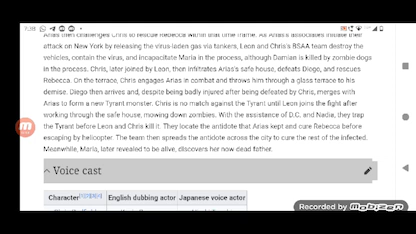 7:38
Arias then challenges Chris to rescue Rebecca within that time frame. As Arias's associates initiate their
attack on New York by releasing the virus-laden gas via tankers, Leon and Chris's BSAA team destroy the
vehicles, contain the virus, and incapacitate Maria in the process, although Damian is killed by zombie dogs
in the process. Chris, later joined by Leon, then infiltrates Arias's safe house, defeats Diego, and rescues
Rebecca. On the terrace, Chris engages Arias in combat and throws him through a glass terrace to his
demise. Diego then arrives and, despite being badly injured after being defeated by Chris, merges with
Arias to form a new Tyrant monster. Chris is no match against the Tyrant until Leon joins the fight after
working through the safe house, mowing down zombies. With the assistance of D.C. and Nadia, they trap
the Tyrant before Leon and Chris kill it. They locate the antidote that Arias kept and cure Rebecca before
escaping by helicopter. The team then spreads the antidote across the city to cure the rest of the infected.
Meanwhile, Maria, later revealed to be alive, discovers her now dead father.
Voice cast
Character English dubbing actor Japanese voice actor
Recorded by
Mobizen